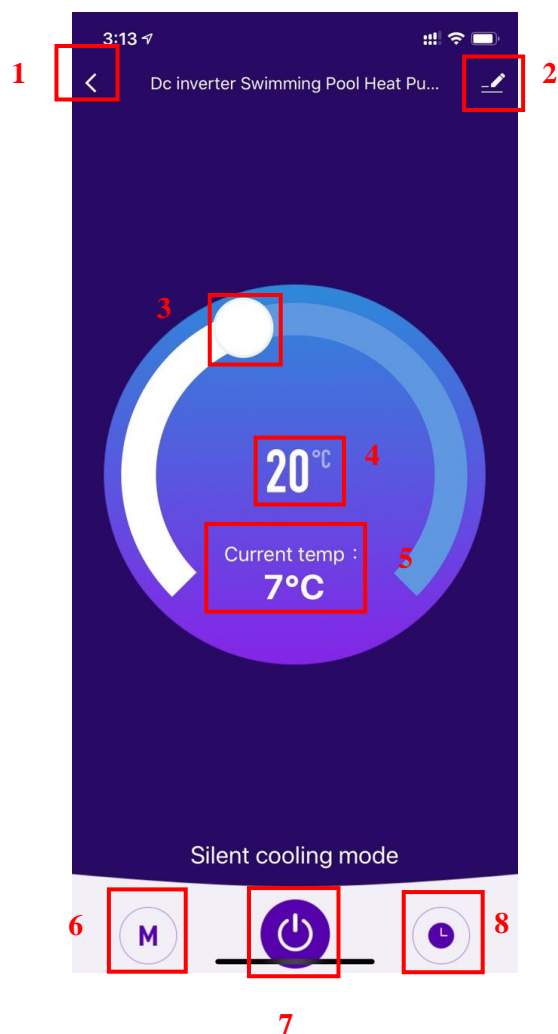 3:13
1
Dc inverter Swimming Pool Heat Pu...
2
3
20°C
4
Current temp :
7°C
5
Silent cooling mode
6
M
8
7